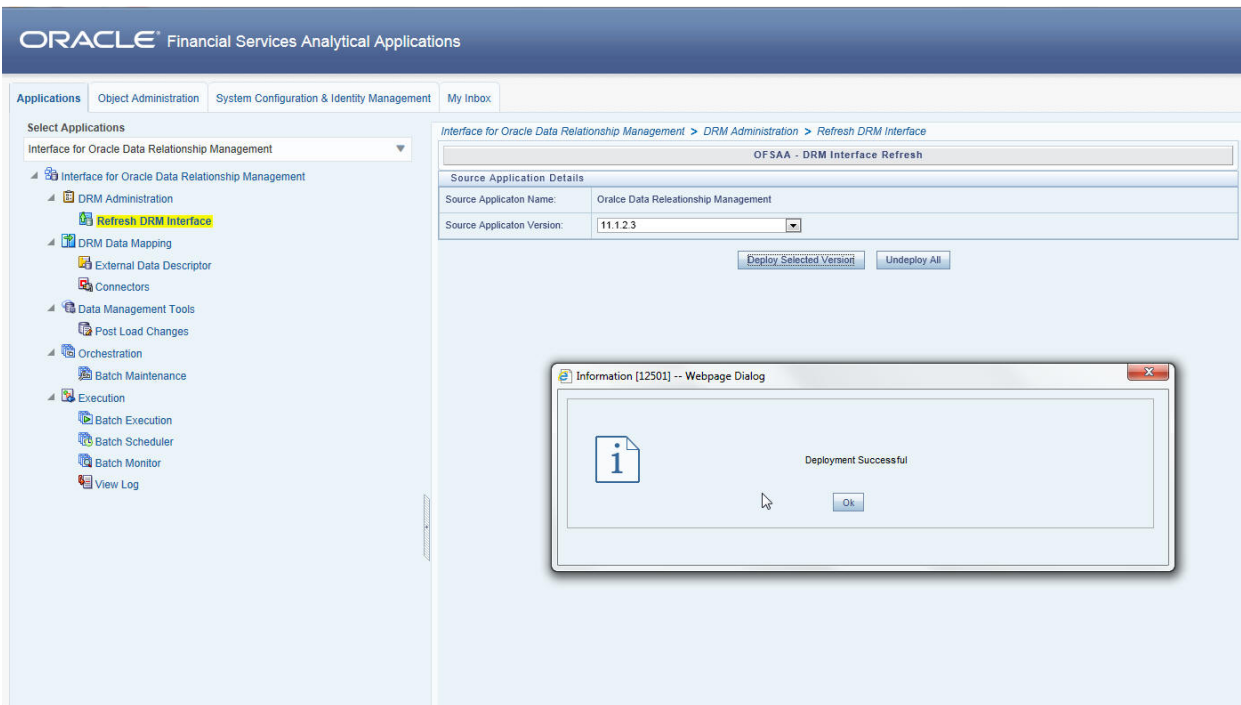 ORACLE® Financial Services Analytical Applications
Applications Object Administration System Configuration & Identity Management My Inbox
Select Applications
Interface for Oracle Data Relationship Management
Interface for Oracle Data Relationship Management
DRM Administration
Refresh DRM Interface
DRM Data Mapping
External Data Descriptor
Connectors
Data Management Tools
Post Load Changes
Orchestration
Batch Maintenance
Execution
Batch Execution
Batch Scheduler
Batch Monitor
View Log
Interface for Oracle Data Relationship Management > DRM Administration > Refresh DRM Interface
OFSAA - DRM Interface Refresh
Source Application Details
Source Applicaton Name: Oralce Data Releationship Management
Source Applicaton Version: 11.1.2.3
Deploy Selected Version Undeploy All
Information [12501] -- Webpage Dialog
Deployment Successful
Ok